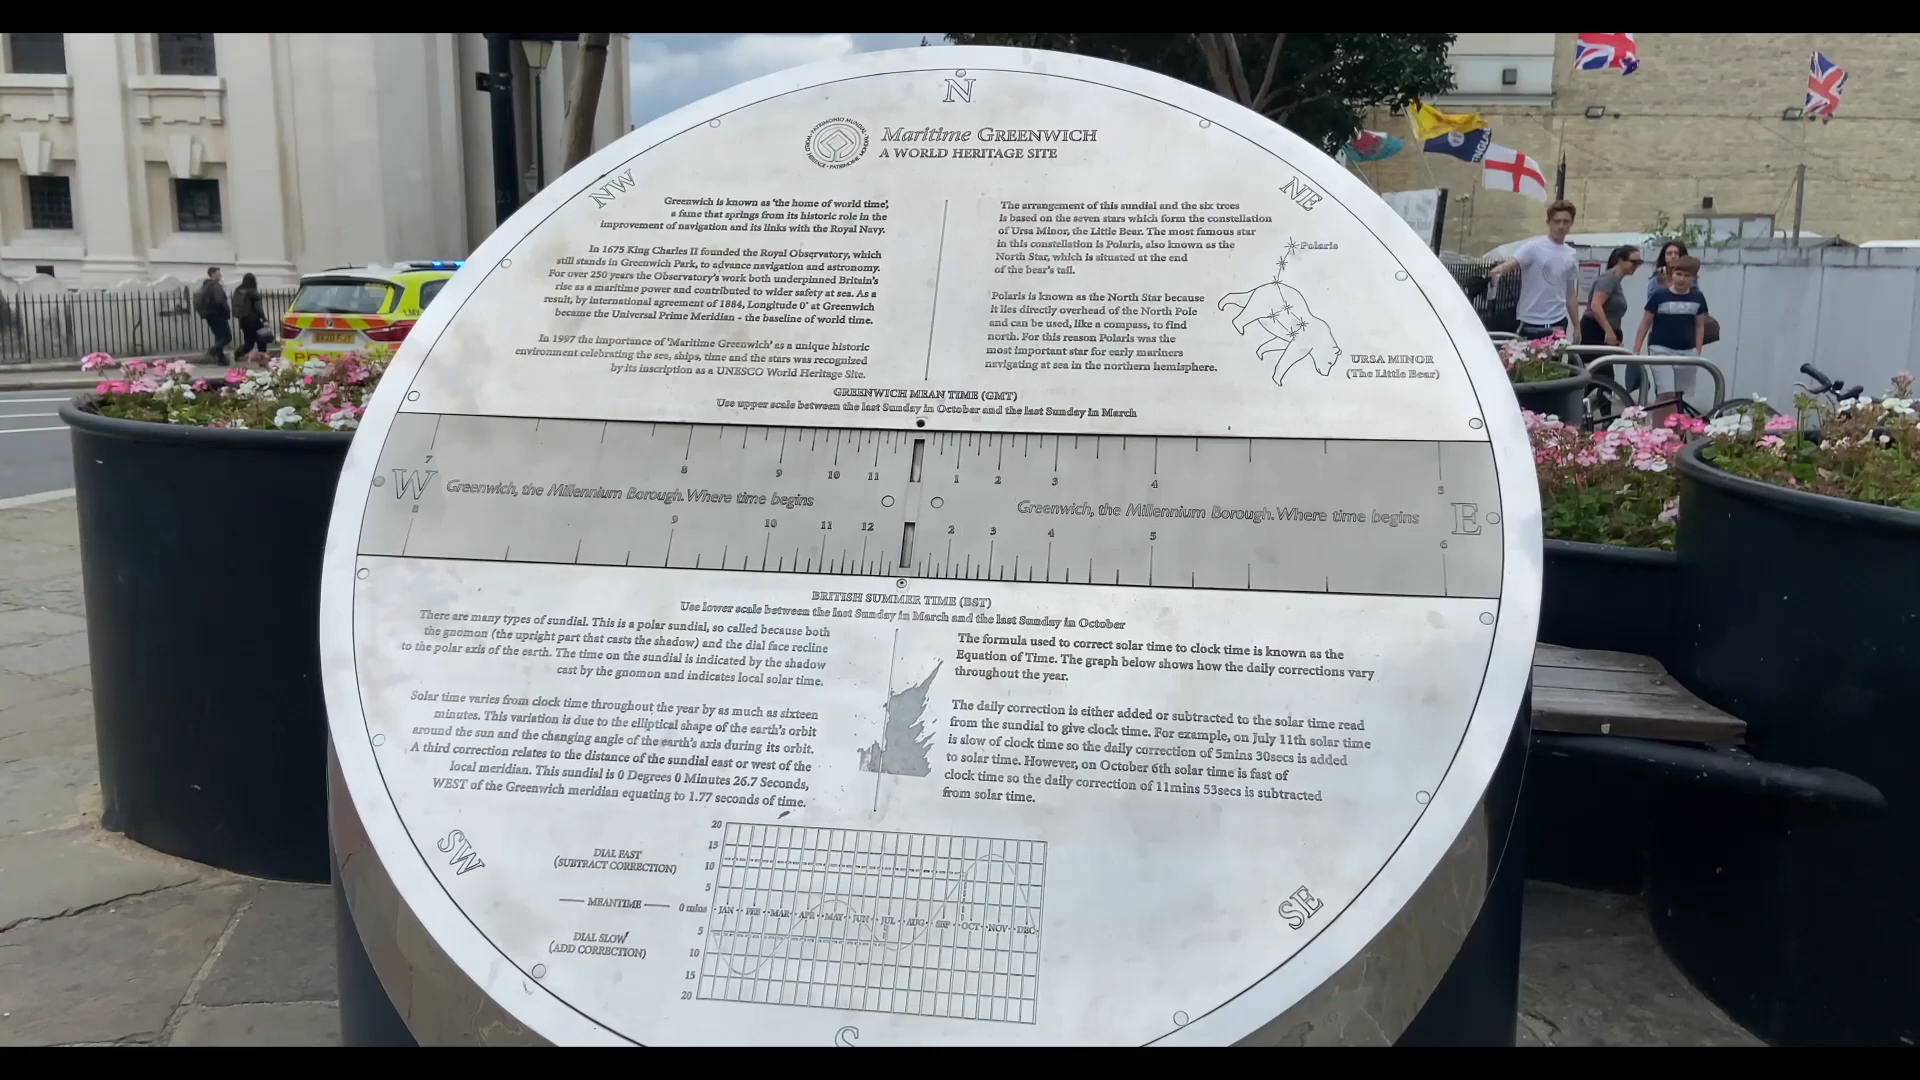 N
Maritime GREENWICH
A WORLD HERITAGE SITE
NW
NE
Greenwich is known as 'the home of world time',
a fame that springs from its historic role in the
improvement of navigation and its links with the Royal Navy.
In 1675 King Charles II founded the Royal Observatory, which
still stands in Greenwich Park, to advance navigation and astronomy.
For over 250 years the Observatory's work both underpinned Britain's
rise as a maritime power and contributed to wider safety at sea. As a
result, by international agreement of 1884, Longitude 0° at Greenwich
became the Universal Prime Meridian - the baseline of world time.
In 1997 the importance of 'Maritime Greenwich' as a unique historic
environment celebrating the sea, ships, time and the stars was recognized
by its inscription as a UNESCO World Heritage Site.
The arrangement of this sundial and the six trees
is based on the seven stars which form the constellation
of Ursa Minor, the Little Bear. The most famous star
in this constellation is Polaris, also known as the
North Star, which is situated at the end
of the bear's tail.
Polaris is known as the North Star because
it lies directly overhead of the North Pole
and can be used, like a compass, to find
north. For this reason Polaris was the
most important star for early mariners
navigating at sea in the northern hemisphere.
Polaris
URSA MINOR
(The Little Bear)
GREENWICH MEAN TIME (GMT)
Use upper scale between the last Sunday in October and the last Sunday in March
7 8 9 10 11 1 2 3 4 5
W Greenwich, the Millennium Borough. Where time begins
Greenwich, the Millennium Borough. Where time begins E
8 9 10 11 12 2 3 4 5 6
BRITISH SUMMER TIME (BST)
Use lower scale between the last Sunday in March and the last Sunday in October
There are many types of sundial. This is a polar sundial, so called because both
the gnomon (the upright part that casts the shadow) and the dial face recline
to the polar axis of the earth. The time on the sundial is indicated by the shadow
cast by the gnomon and indicates local solar time.
Solar time varies from clock time throughout the year by as much as sixteen
minutes. This variation is due to the elliptical shape of the earth's orbit
around the sun and the changing angle of the earth's axis during its orbit.
A third correction relates to the distance of the sundial east or west of the
local meridian. This sundial is 0 Degrees 0 Minutes 26.7 Seconds,
WEST of the Greenwich meridian equating to 1.77 seconds of time.
The formula used to correct solar time to clock time is known as the
Equation of Time. The graph below shows how the daily corrections vary
throughout the year.
The daily correction is either added or subtracted to the solar time read
from the sundial to give clock time. For example, on July 11th solar time
is slow of clock time so the daily correction of 5mins 30secs is added
to solar time. However, on October 6th solar time is fast of
clock time so the daily correction of 11mins 53secs is subtracted
from solar time.
SW
SE
DIAL FAST
(SUBTRACT CORRECTION)
MEANTIME
DIAL SLOW
(ADD CORRECTION)
20
15
10
5
0 mins JAN FEB MAR APR MAY JUN JUL AUG SEP OCT NOV DEC
5
10
15
20
S
ENGLAND